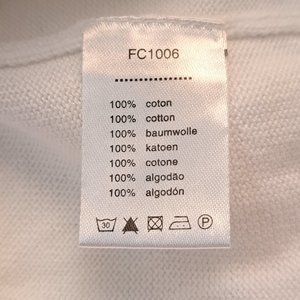 FC1006
100% coton
100% cotton
100% baumwolle
100% katoen
100% cotone
100% algodão
100% algodón
30 P